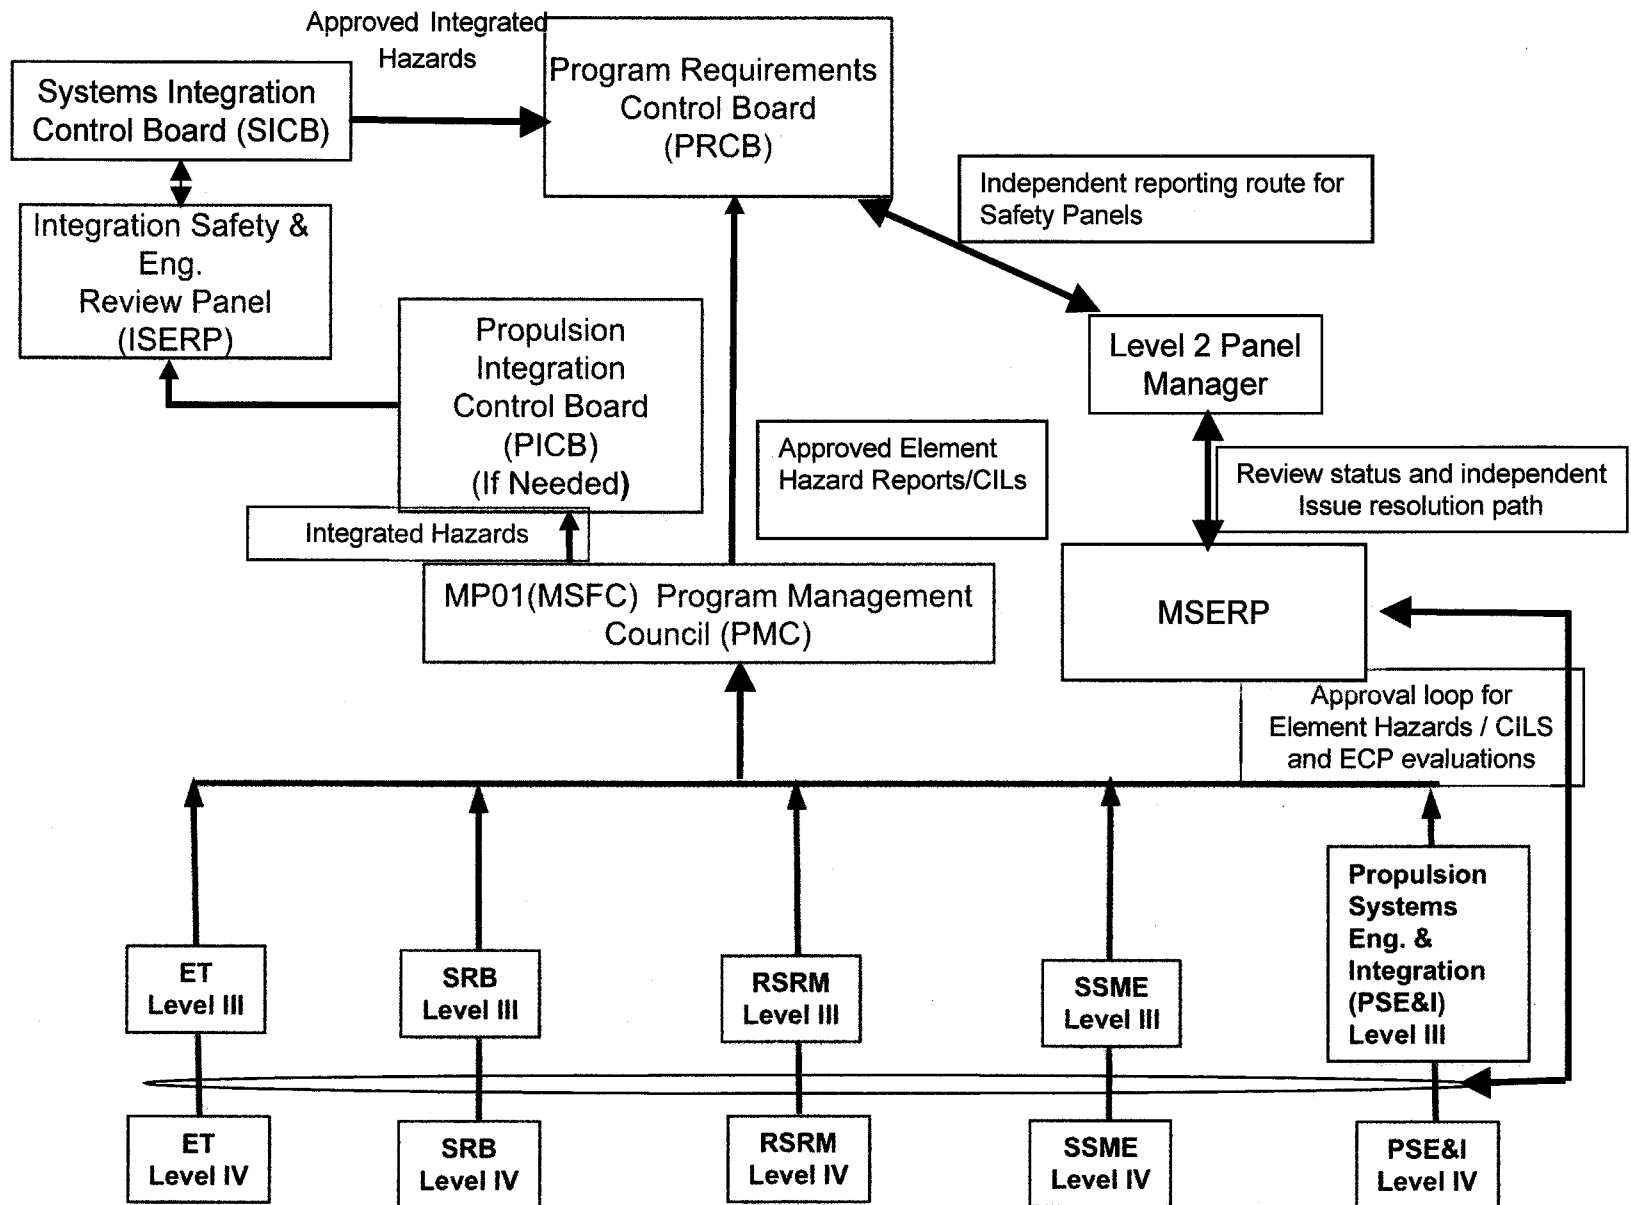 Approved Integrated
Hazards
Systems Integration
Control Board (SICB)
Program Requirements
Control Board
(PRCB)
Independent reporting route for
Safety Panels
Integration Safety &
Eng.
Review Panel
(ISERP)
Propulsion
Integration
Control Board
(PICB)
(If Needed)
Level 2 Panel
Manager
Approved Element
Hazard Reports/CILs
Review status and independent
Issue resolution path
Integrated Hazards
MP01(MSFC) Program Management
Council (PMC)
MSERP
Approval loop for
Element Hazards / CILS
and ECP evaluations
Propulsion
Systems
Eng. &
Integration
(PSE&I)
Level III
ET
Level III
SRB
Level III
RSRM
Level III
SSME
Level III
ET
Level IV
SRB
Level IV
RSRM
Level IV
SSME
Level IV
PSE&I
Level IV